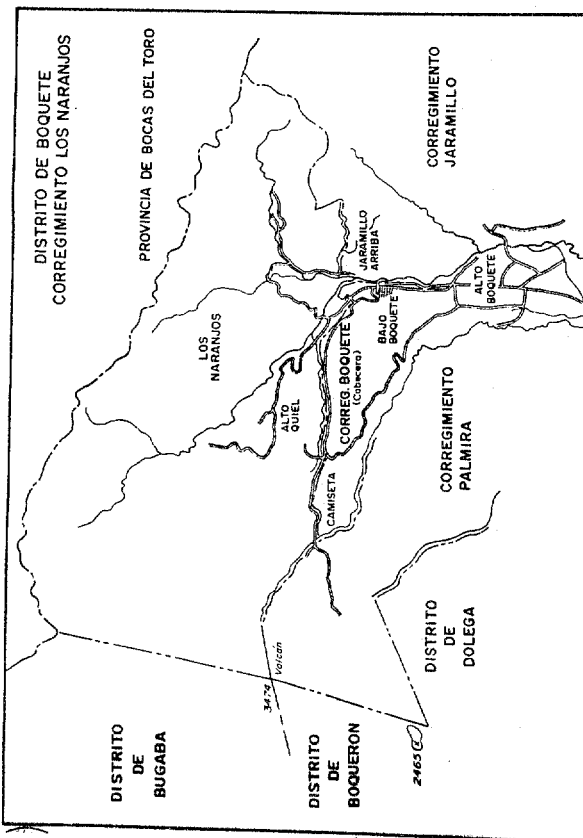 DISTRITO DE BOQUETE
CORREGIMIENTO LOS NARANJOS
PROVINCIA DE BOCAS DEL TORO
LOS
NARANJOS
ALTO
QUIEL
JARAMILLO
ARRIBA
CORREGIMIENTO
JARAMILLO
CORREG. BOQUETE
(Cabecera)
BAJO
BOQUETE
ALTO
BOQUETE
CAMISETA
CORREGIMIENTO
PALMIRA
DISTRITO
DE
BUGABA
3474
Volcán
DISTRITO
DE
BOQUERON
DISTRITO
DE
DOLEGA
2465